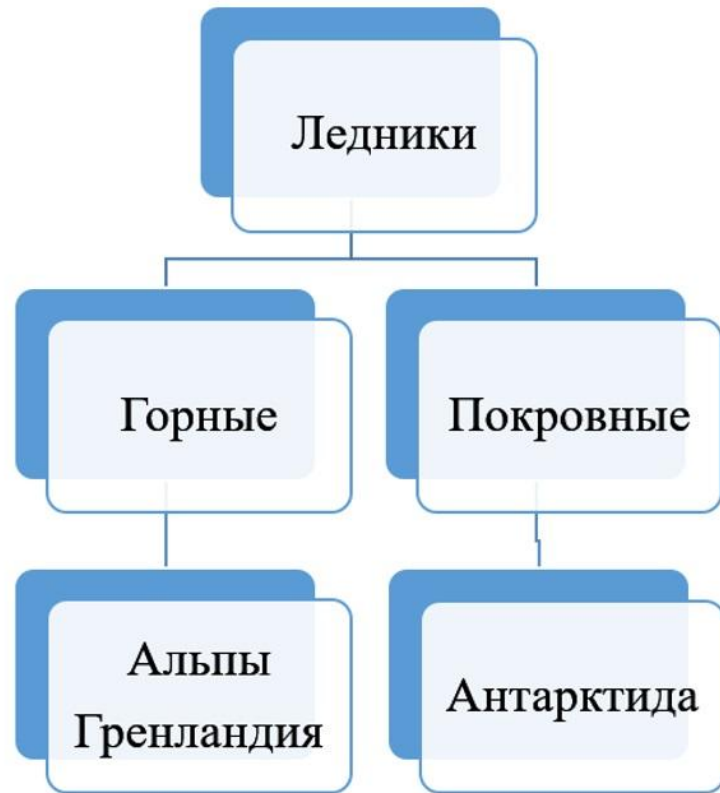 Ледники
Горные
Покровные
Альпы
Гренландия
Антарктида